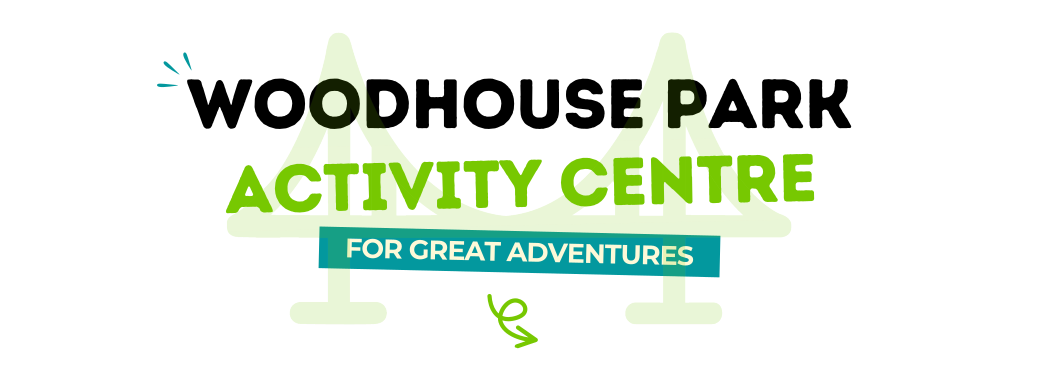 WOODHOUSE PARK
ACTIVITY CENTRE
FOR GREAT ADVENTURES